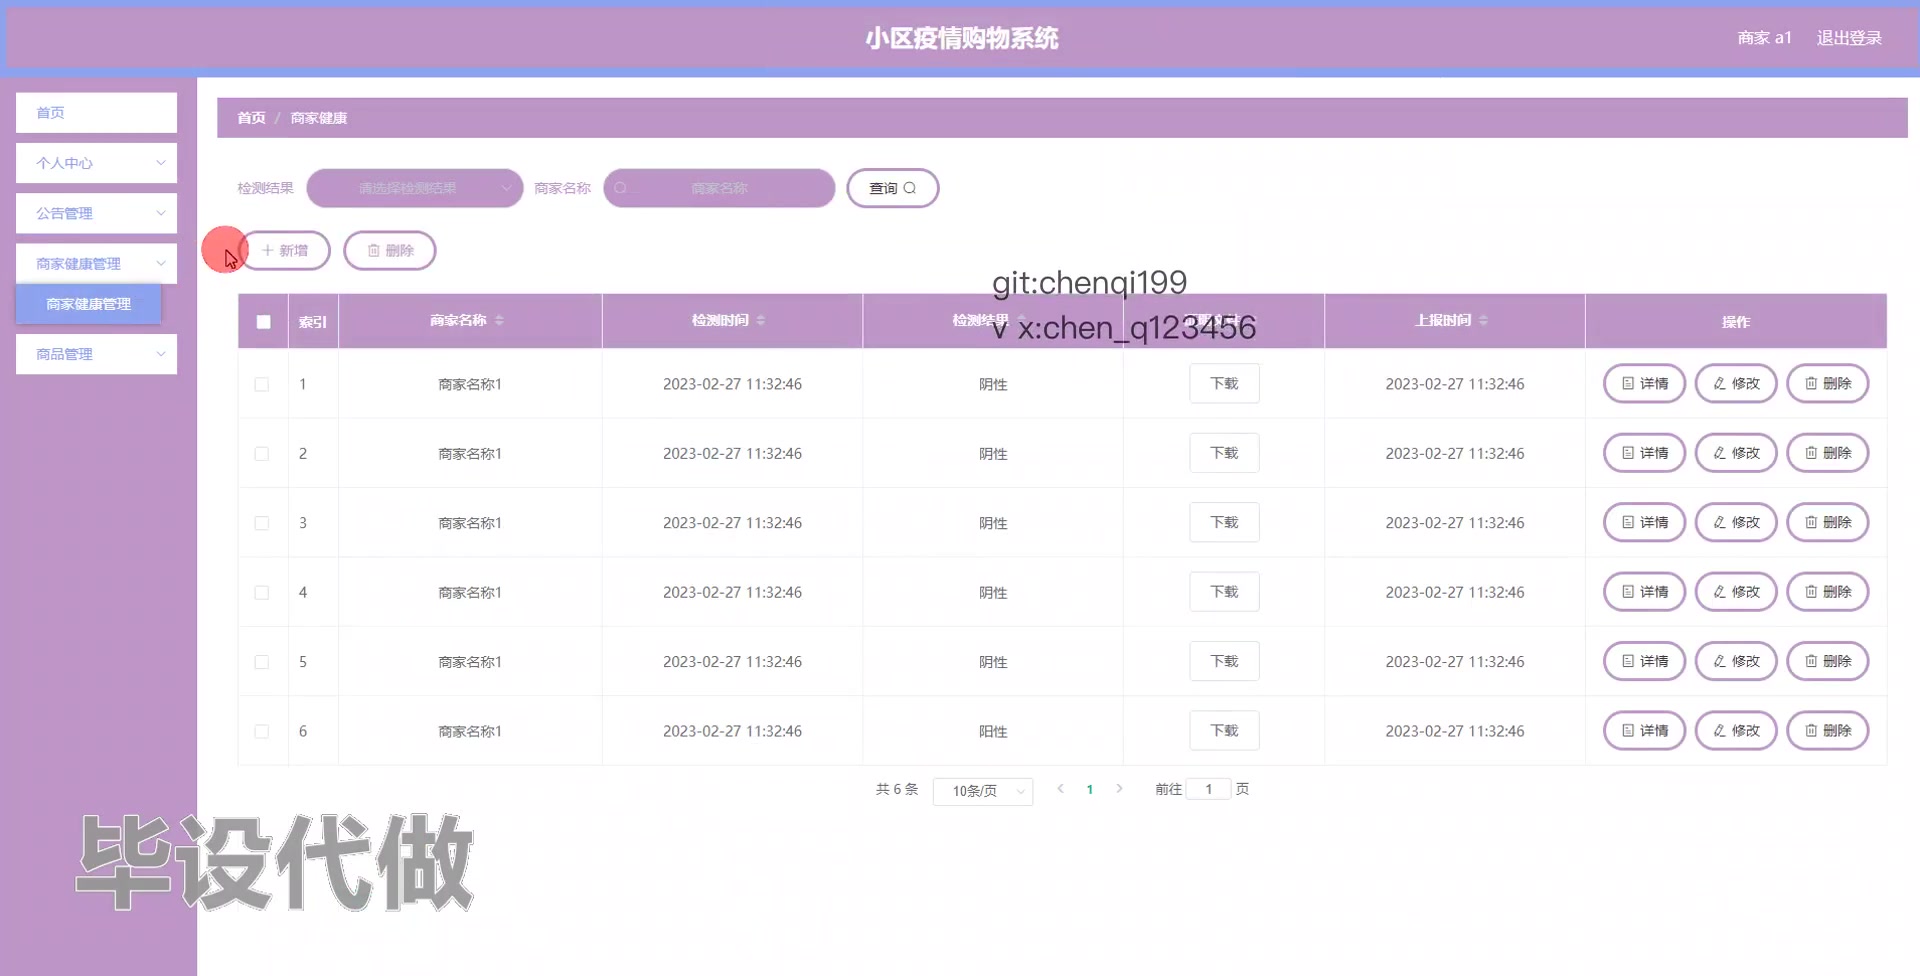 小区疫情购物系统
商家 a1 退出登录
首页
个人中心
公告管理
商家健康管理
商家健康管理
商品管理
首页 / 商家健康
检测结果 请选择检测结果 商家名称 商家名称 查询
新增 删除
git:chenqi199
v x:chen_q123456
索引 商家名称 检测时间 检测结果 上报时间 操作
1 商家名称1 2023-02-27 11:32:46 阴性 下载 2023-02-27 11:32:46 详情 修改 删除
2 商家名称1 2023-02-27 11:32:46 阴性 下载 2023-02-27 11:32:46 详情 修改 删除
3 商家名称1 2023-02-27 11:32:46 阴性 下载 2023-02-27 11:32:46 详情 修改 删除
4 商家名称1 2023-02-27 11:32:46 阴性 下载 2023-02-27 11:32:46 详情 修改 删除
5 商家名称1 2023-02-27 11:32:46 阴性 下载 2023-02-27 11:32:46 详情 修改 删除
6 商家名称1 2023-02-27 11:32:46 阳性 下载 2023-02-27 11:32:46 详情 修改 删除
共 6 条 10条/页 1 前往 1 页
毕设代做